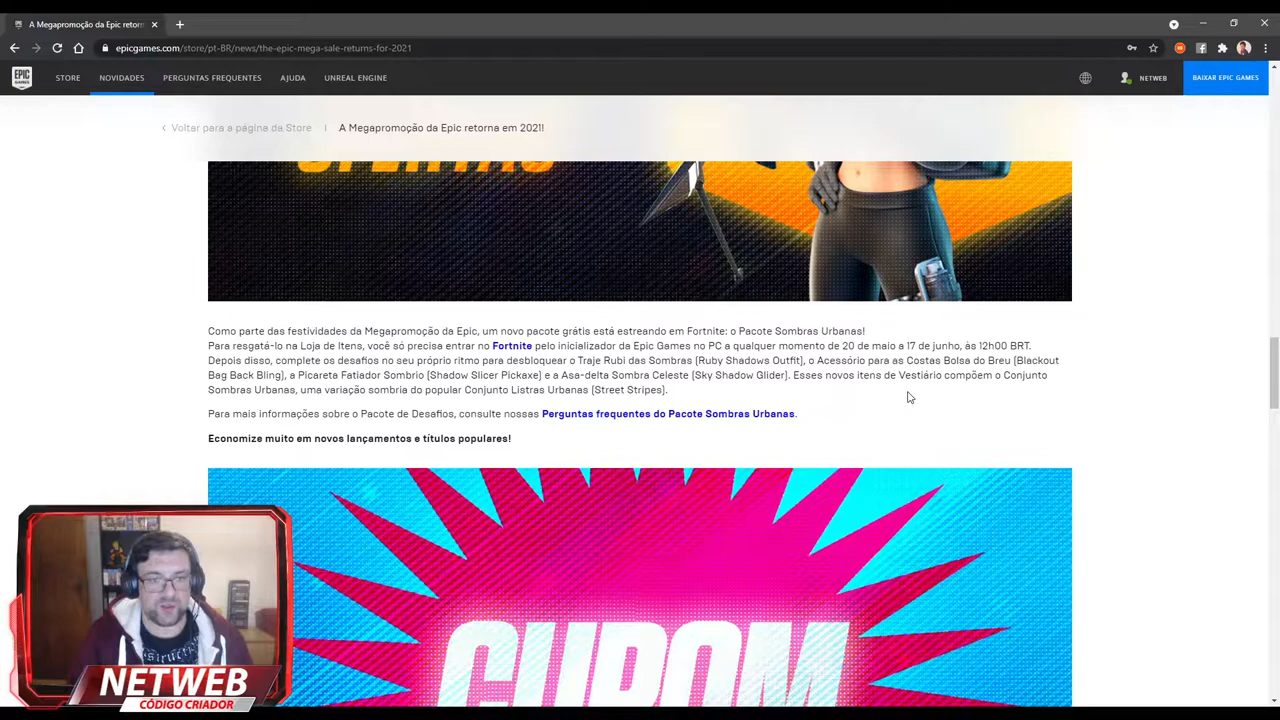 A Megapromoção da Epic retorn
epicgames.com/store/pt-BR/news/the-epic-mega-sale-returns-for-2021
EPIC GAMES
STORE
NOVIDADES
PERGUNTAS FREQUENTES
AJUDA
UNREAL ENGINE
NETWEB
BAIXAR EPIC GAMES
Voltar para a página da Store
A Megapromoção da Epic retorna em 2021!
OFERTAS
Como parte das festividades da Megapromoção da Epic, um novo pacote grátis está estreando em Fortnite: o Pacote Sombras Urbanas!
Para resgatá-lo na Loja de Itens, você só precisa entrar no Fortnite pelo inicializador da Epic Games no PC a qualquer momento de 20 de maio a 17 de junho, às 12h00 BRT.
Depois disso, complete os desafios no seu próprio ritmo para desbloquear o Traje Rubi das Sombras (Ruby Shadows Outfit), o Acessório para as Costas Bolsa do Breu (Blackout
Bag Back Bling), a Picareta Fatiador Sombrio (Shadow Slicer Pickaxe) e a Asa-delta Sombra Celeste (Sky Shadow Glider). Esses novos itens de Vestiário compõem o Conjunto
Sombras Urbanas, uma variação sombria do popular Conjunto Listras Urbanas (Street Stripes).
Para mais informações sobre o Pacote de Desafios, consulte nossas Perguntas frequentes do Pacote Sombras Urbanas.
Economize muito em novos lançamentos e títulos populares!
CUPOM
NETWEB
CÓDIGO CRIADOR